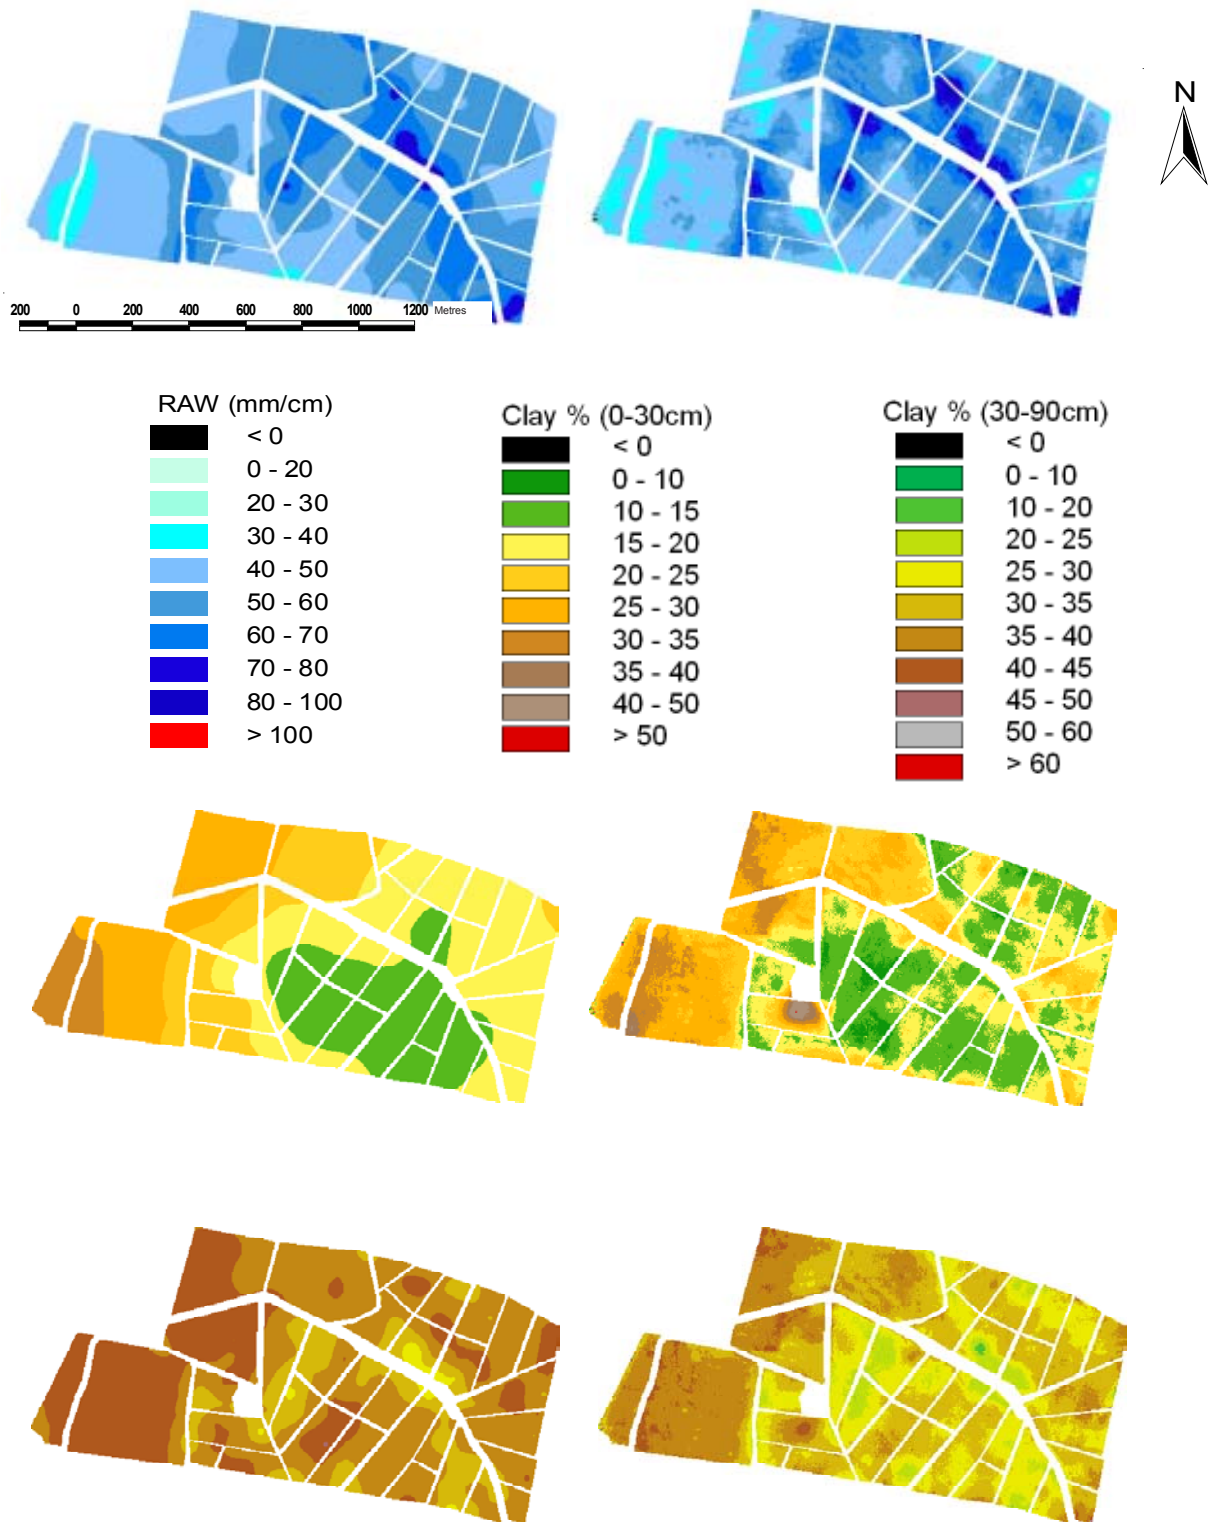 N
200 0 200 400 600 800 1000 1200 Metres
RAW (mm/cm)
< 0
0 - 20
20 - 30
30 - 40
40 - 50
50 - 60
60 - 70
70 - 80
80 - 100
> 100
Clay % (0-30cm)
< 0
0 - 10
10 - 15
15 - 20
20 - 25
25 - 30
30 - 35
35 - 40
40 - 50
> 50
Clay % (30-90cm)
< 0
0 - 10
10 - 20
20 - 25
25 - 30
30 - 35
35 - 40
40 - 45
45 - 50
50 - 60
> 60